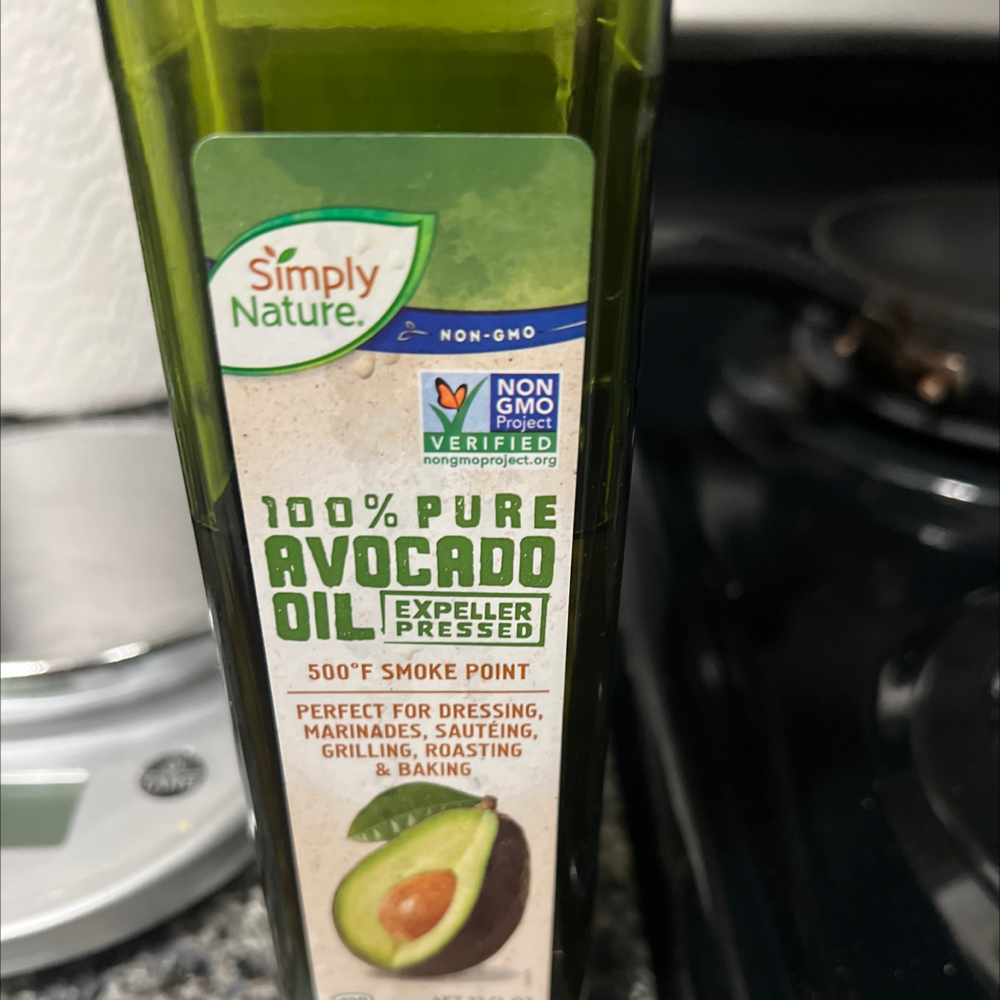 Simply
Nature.
NON-GMO
NON
GMO
Project
VERIFIED
nongmoproject.org
100% PURE
AVOCADO
OIL EXPELLER
PRESSED
500°F SMOKE POINT
PERFECT FOR DRESSING,
MARINADES, SAUTÉING,
GRILLING, ROASTING
& BAKING
TARE